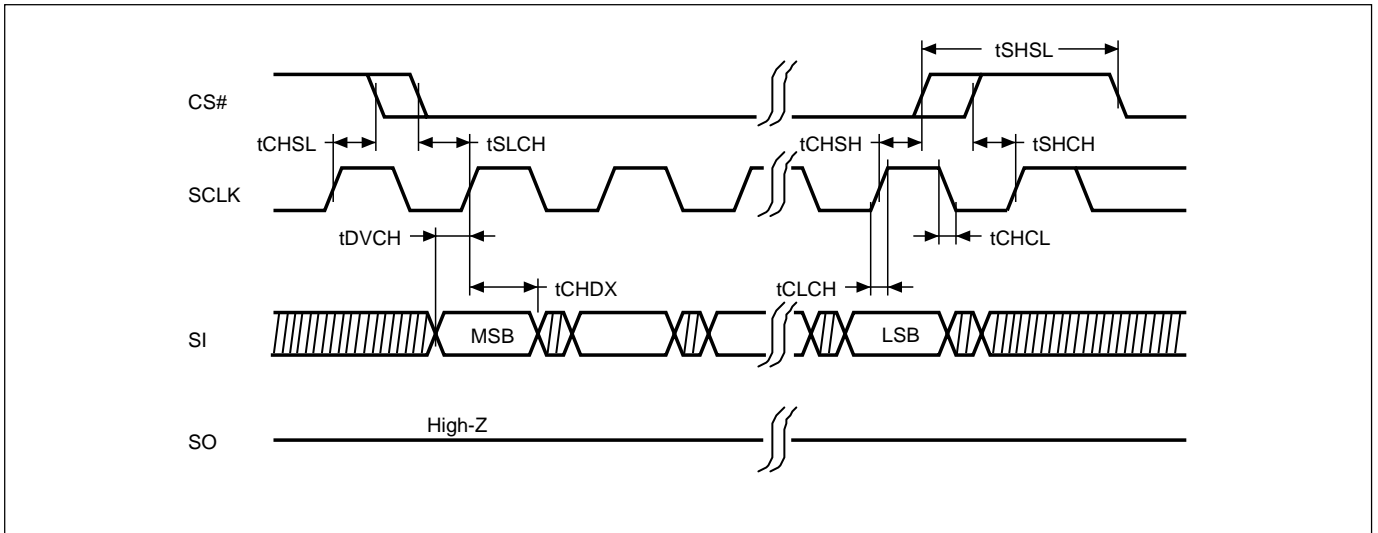 tSHSL
CS#
tCHSL tSLCH tCHSH tSHCH
SCLK
tDVCH tCHCL
tCHDX tCLCH
SI MSB LSB
High-Z
SO